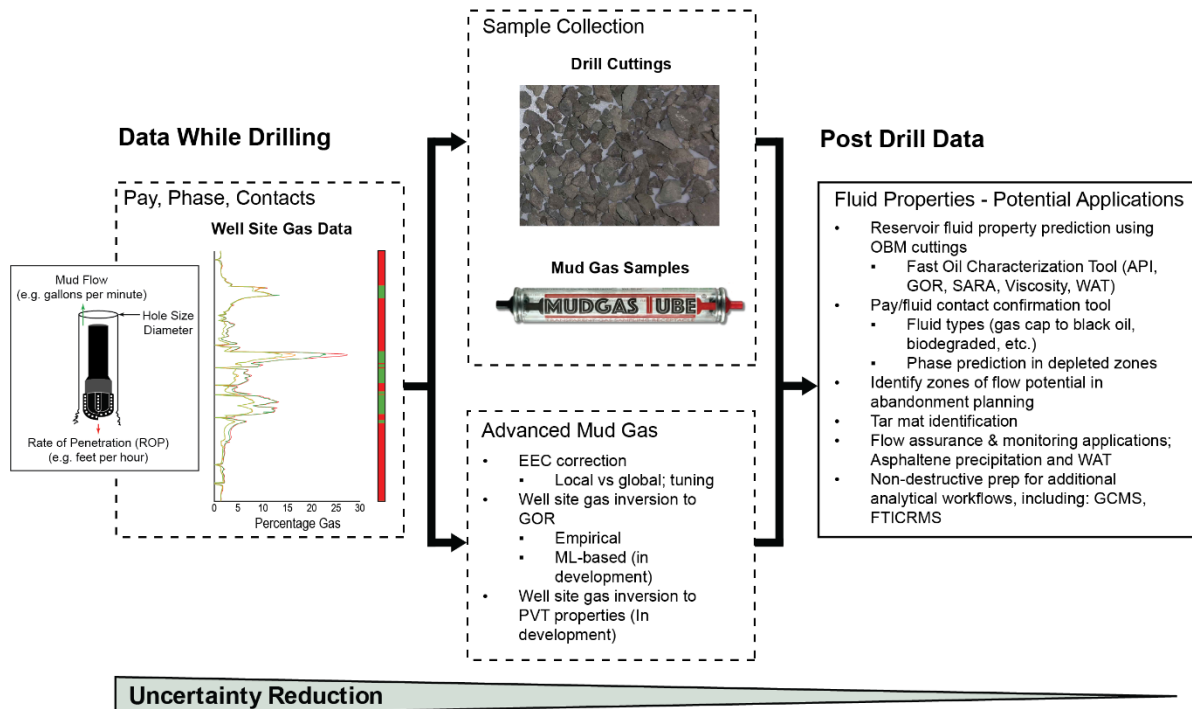 Data While Drilling
Pay, Phase, Contacts
Well Site Gas Data
Mud Flow
(e.g. gallons per minute)
Hole Size
Diameter
Rate of Penetration (ROP)
(e.g. feet per hour)
0 5 10 15 20 25 30
Percentage Gas
Sample Collection
Drill Cuttings
Mud Gas Samples
MUDGAS TUBE
Advanced Mud Gas
• EEC correction
▪ Local vs global; tuning
• Well site gas inversion to
GOR
▪ Empirical
▪ ML-based (in
development)
• Well site gas inversion to
PVT properties (In
development)
Post Drill Data
Fluid Properties - Potential Applications
• Reservoir fluid property prediction using
OBM cuttings
▪ Fast Oil Characterization Tool (API,
GOR, SARA, Viscosity, WAT)
• Pay/fluid contact confirmation tool
▪ Fluid types (gas cap to black oil,
biodegraded, etc.)
▪ Phase prediction in depleted zones
• Identify zones of flow potential in
abandonment planning
• Tar mat identification
• Flow assurance & monitoring applications;
Asphaltene precipitation and WAT
• Non-destructive prep for additional
analytical workflows, including: GCMS,
FTICRMS
Uncertainty Reduction